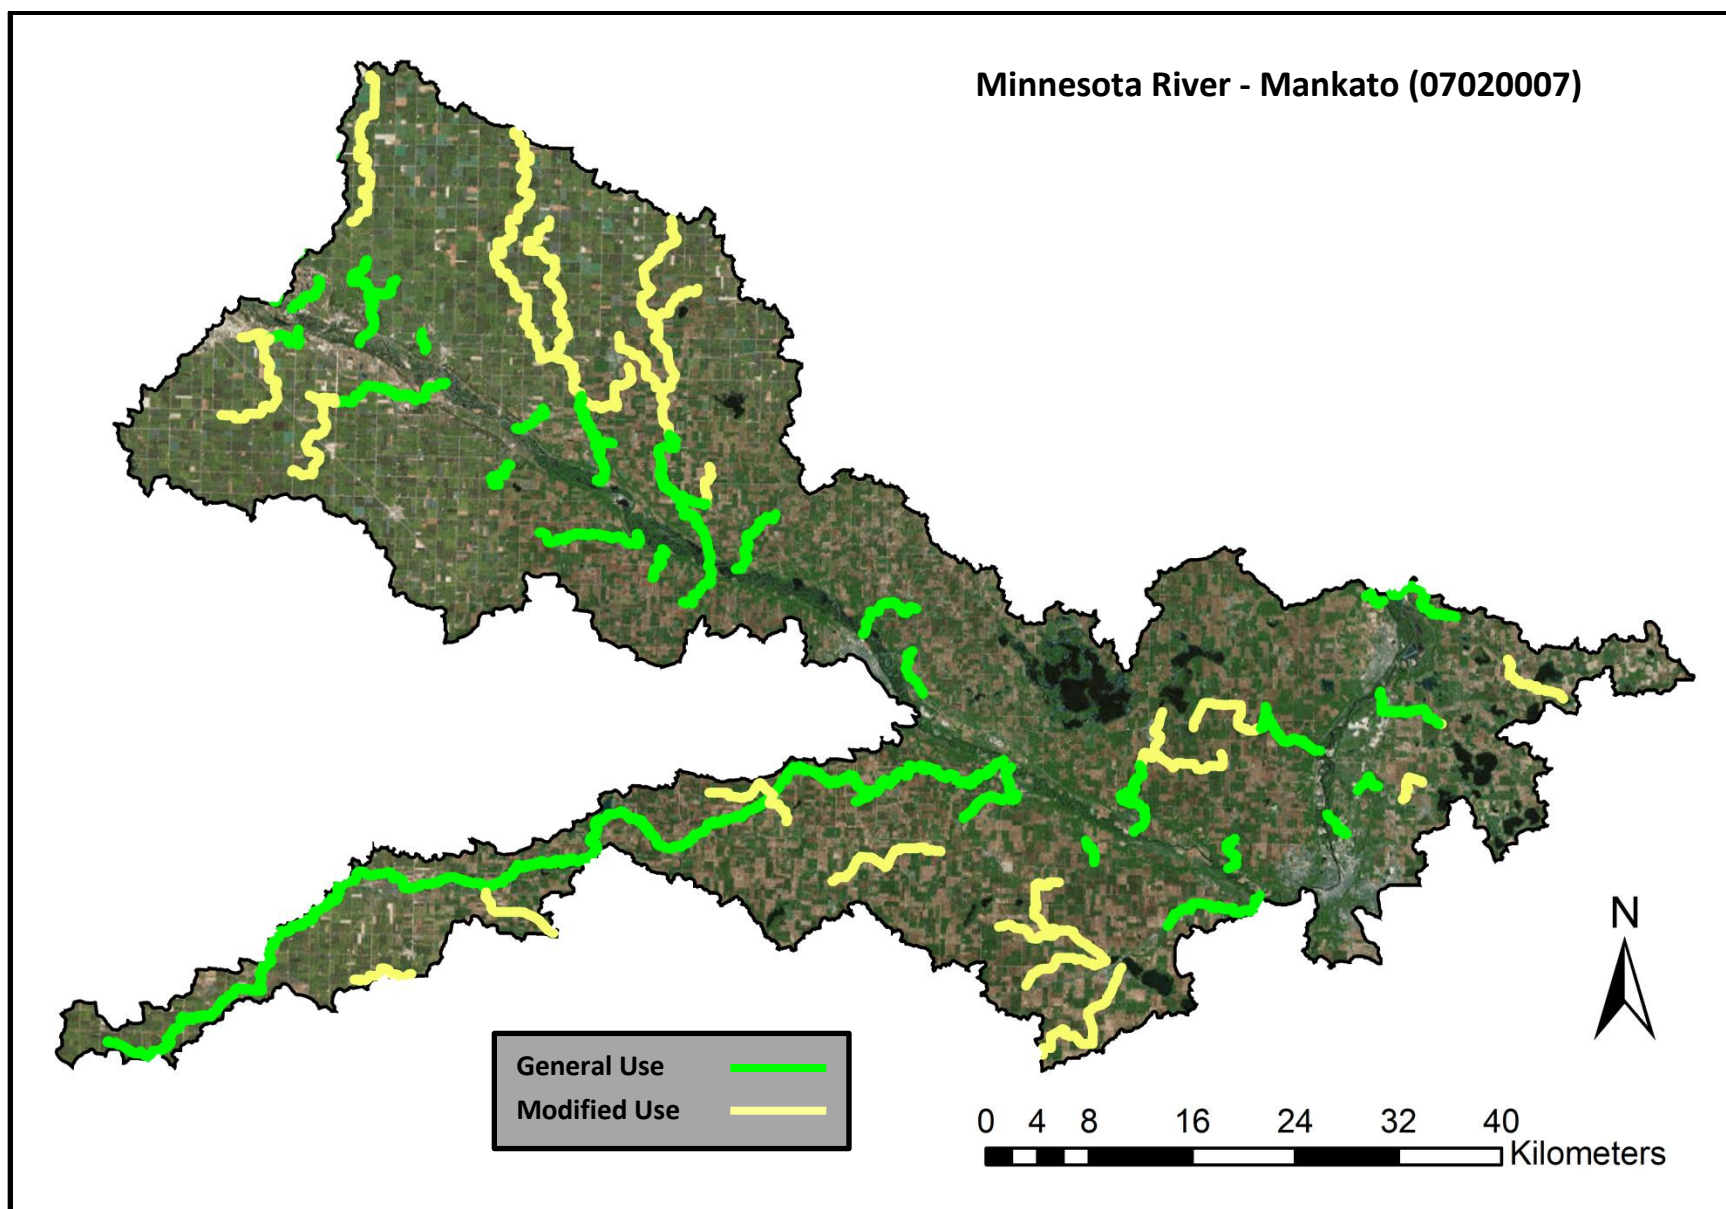 Minnesota River - Mankato (07020007)
N
General Use
Modified Use
0 4 8 16 24 32 40
Kilometers